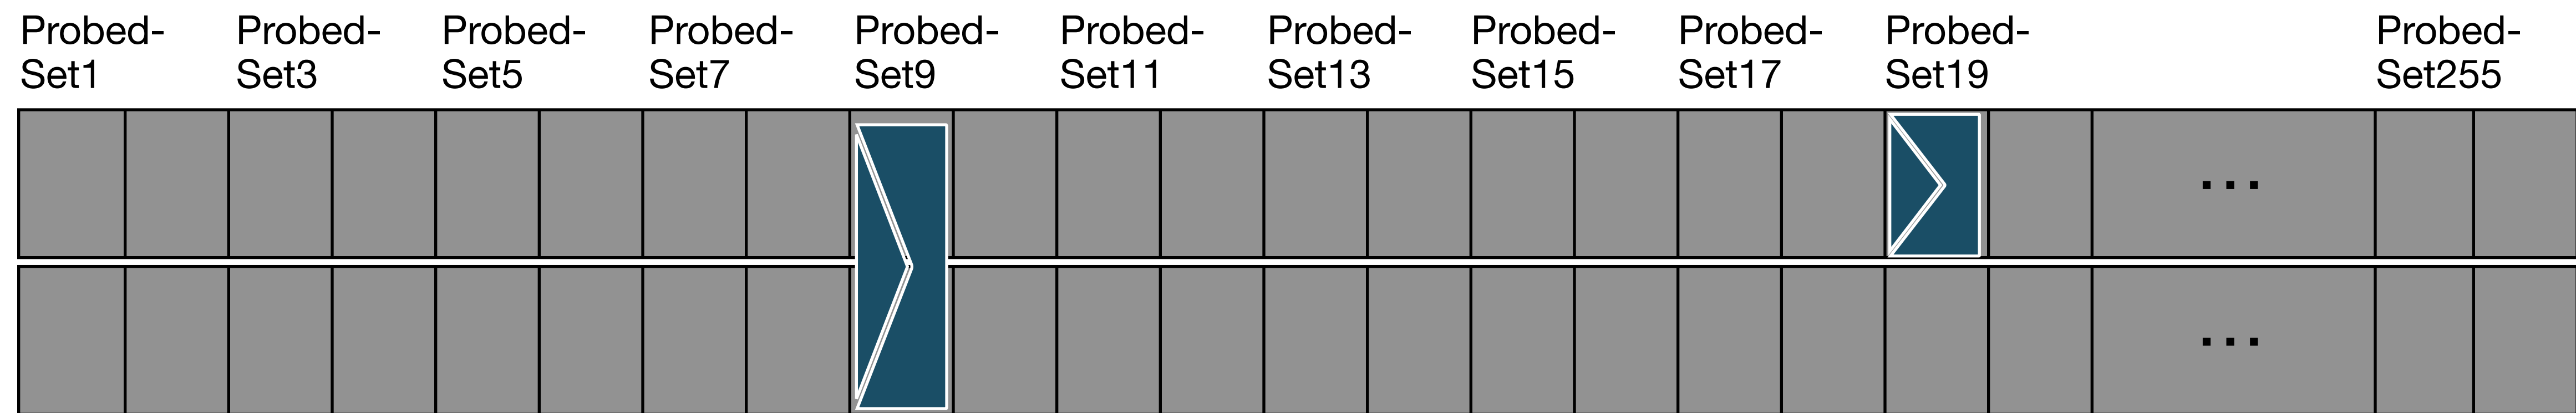 Probed- Probed- Probed- Probed- Probed- Probed- Probed- Probed- Probed- Probed- Probed-
Set1 Set3 Set5 Set7 Set9 Set11 Set13 Set15 Set17 Set19 Set255
...
...